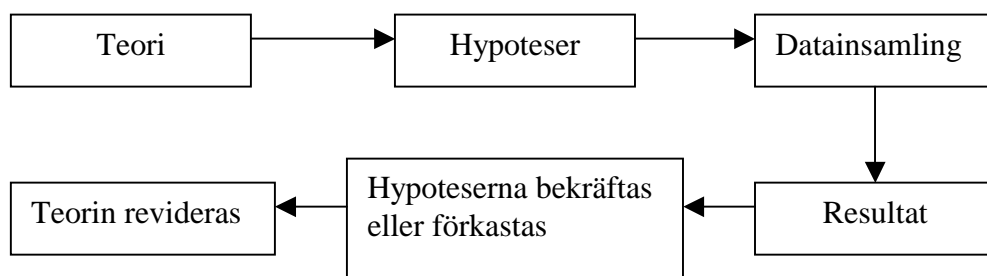 Teori
Hypoteser
Datainsamling
Teorin revideras
Hypoteserna bekräftas
eller förkastas
Resultat